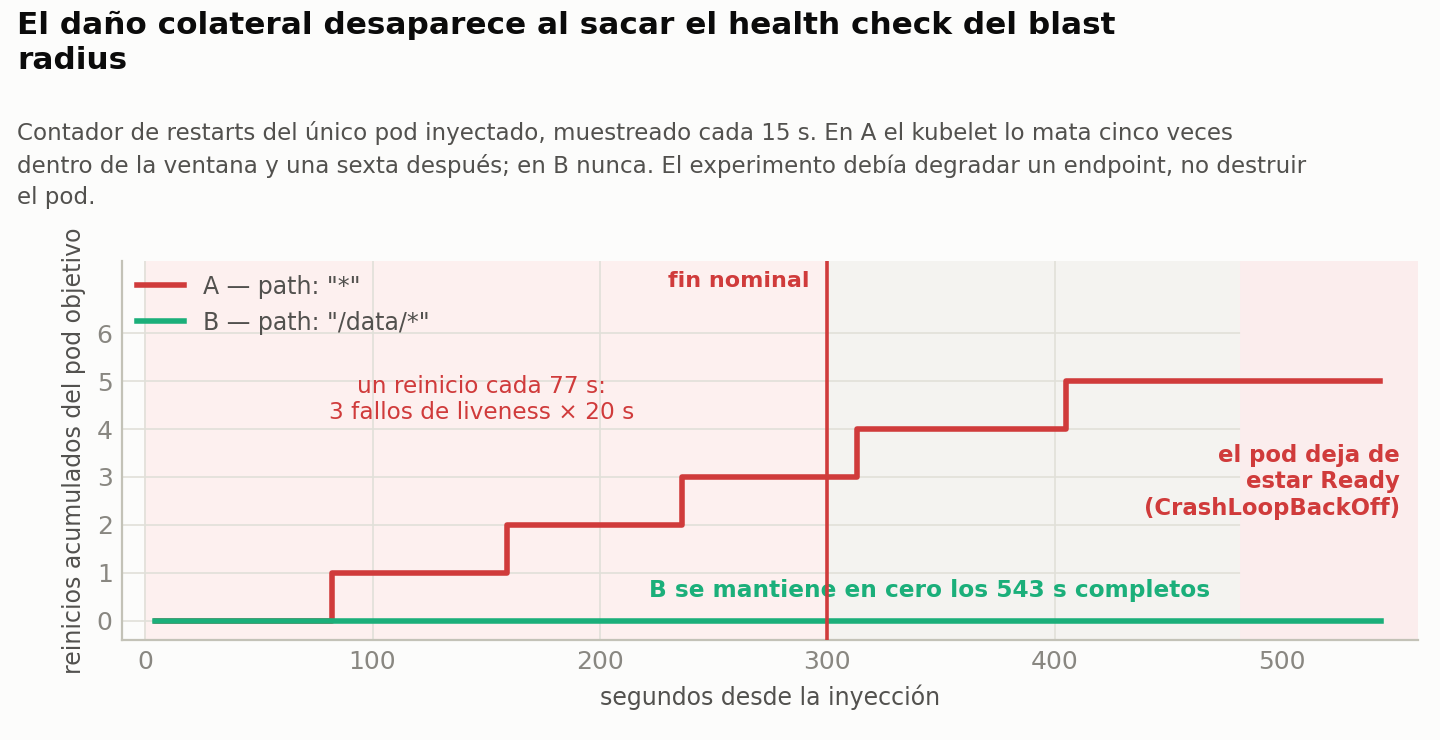 El daño colateral desaparece al sacar el health check del blast
radius
Contador de restarts del único pod inyectado, muestreado cada 15 s. En A el kubelet lo mata cinco veces
dentro de la ventana y una sexta después; en B nunca. El experimento debía degradar un endpoint, no destruir
el pod.
reinicios acumulados del pod objetivo
A — path: "*"
B — path: "/data/*"
fin nominal
un reinicio cada 77 s:
3 fallos de liveness × 20 s
el pod deja de
estar Ready
(CrashLoopBackOff)
B se mantiene en cero los 543 s completos
6
5
4
3
2
1
0
0 100 200 300 400 500
segundos desde la inyección